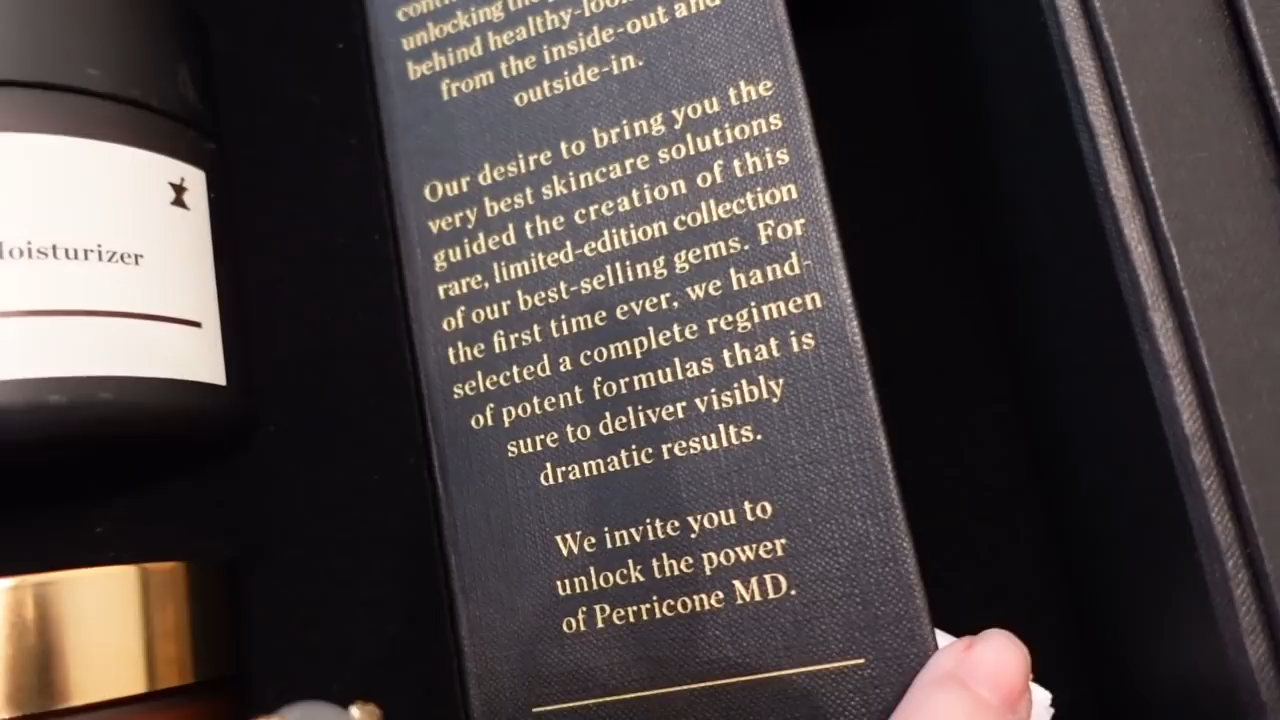 unlocking the
behind healthy-loo
from the inside-out and
outside-in.
Our desire to bring you the
very best skincare solutions
guided the creation of this
rare, limited-edition collection
of our best-selling gems. For
the first time ever, we hand-
selected a complete regimen
of potent formulas that is
sure to deliver visibly
dramatic results.
We invite you to
unlock the power
of Perricone MD.
oisturizer